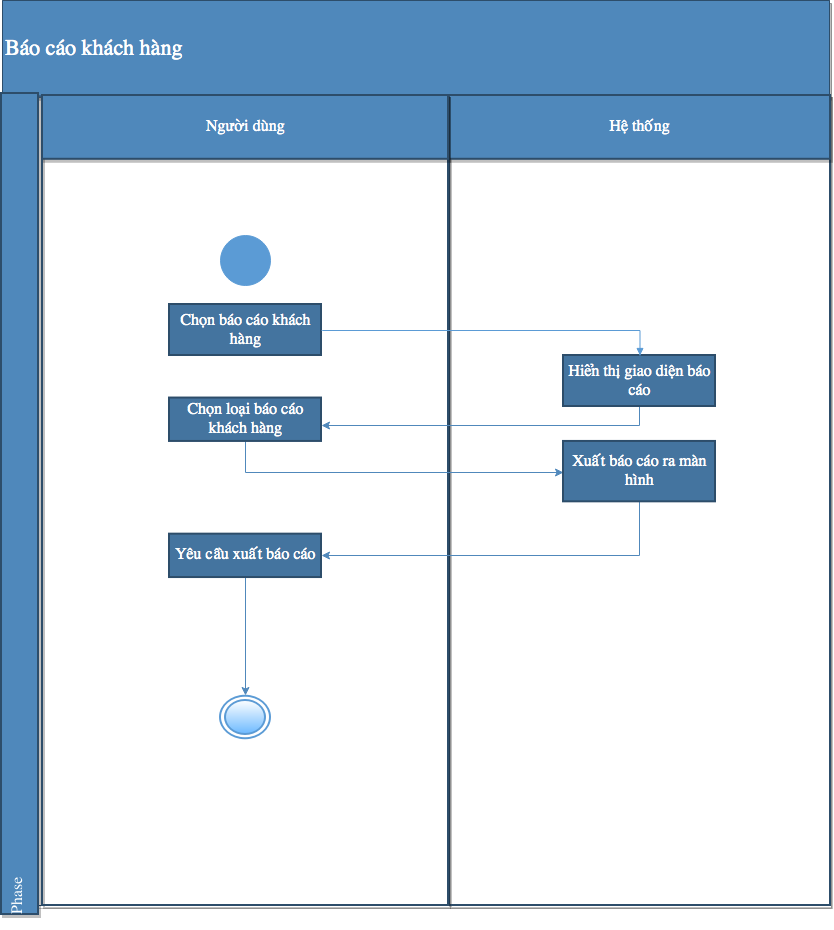 Báo cáo khách hàng
Người dùng
Hệ thống
Chọn báo cáo khách
hàng
Hiển thị giao diện báo
cáo
Chọn loại báo cáo
khách hàng
Xuất báo cáo ra màn
hình
Yêu cầu xuất báo cáo
Phase